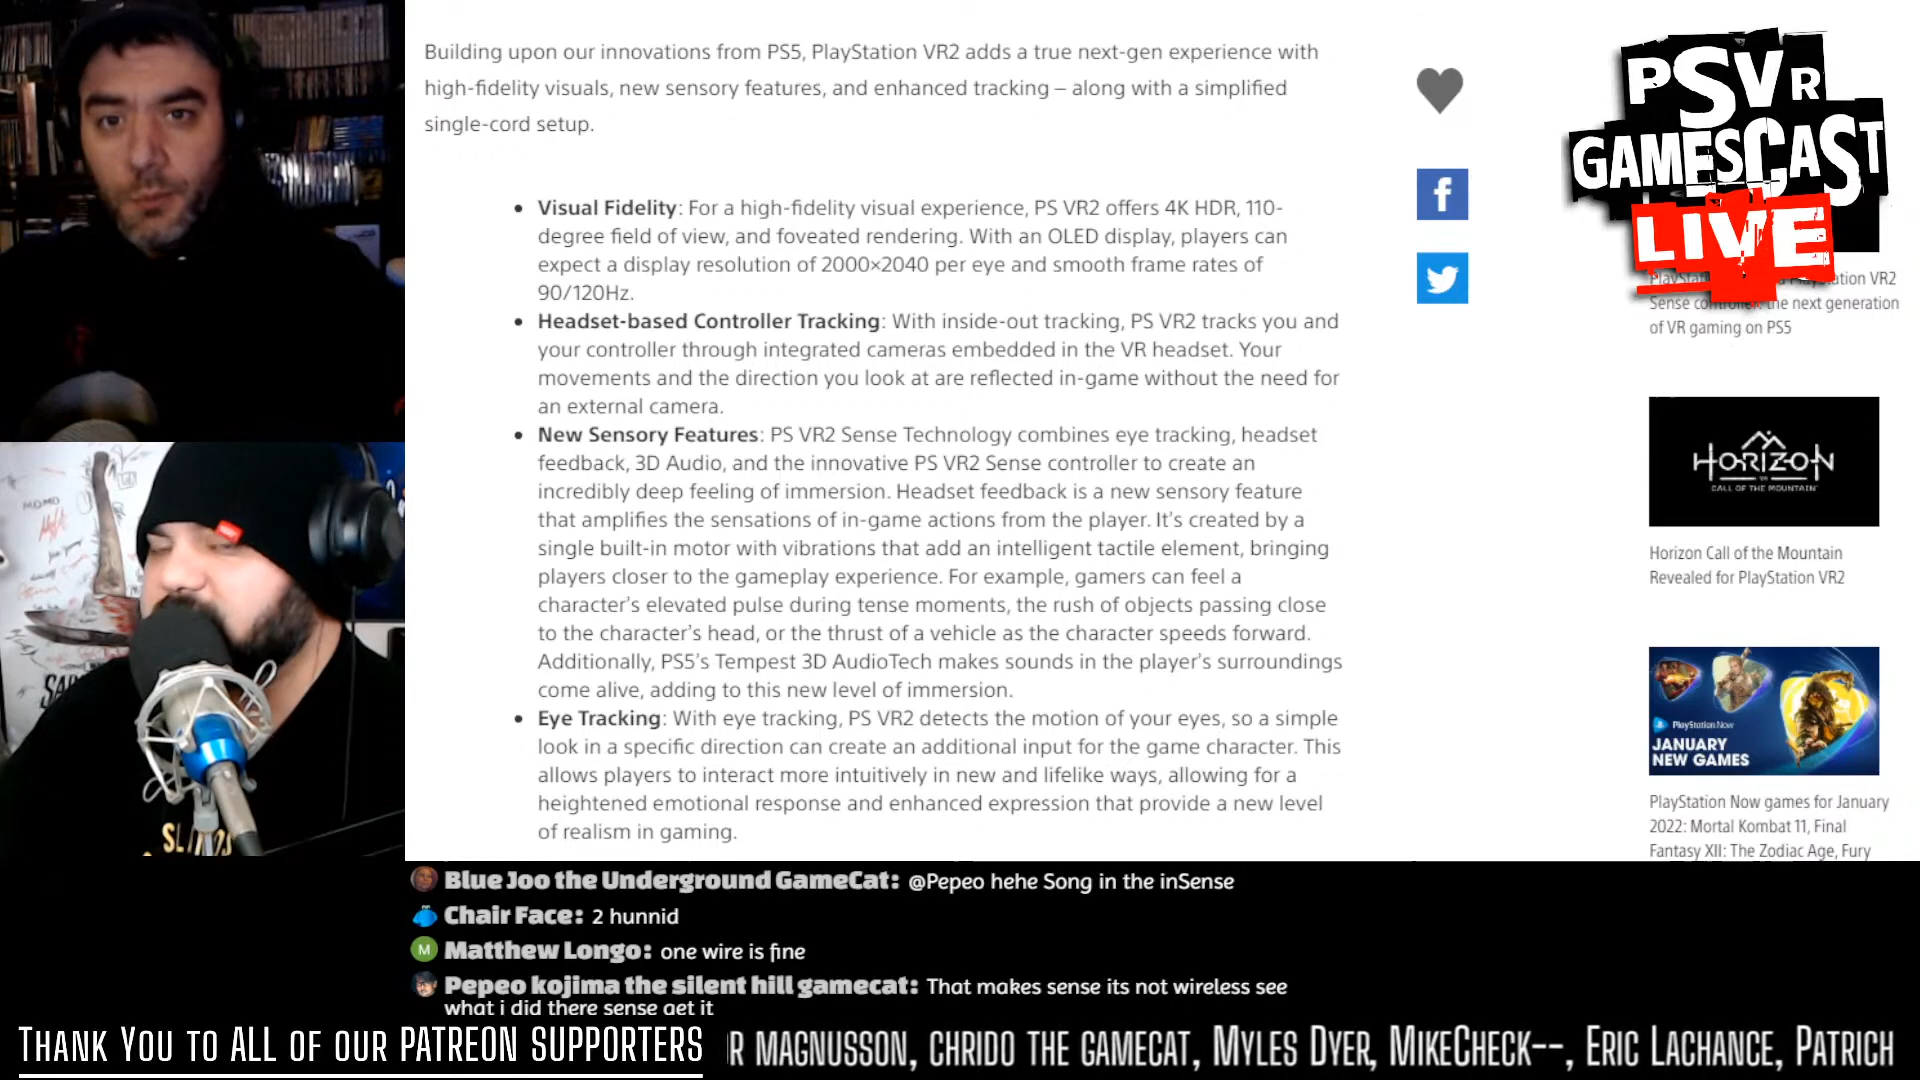 Building upon our innovations from PS5, PlayStation VR2 adds a true next-gen experience with
high-fidelity visuals, new sensory features, and enhanced tracking – along with a simplified
single-cord setup.
• Visual Fidelity: For a high-fidelity visual experience, PS VR2 offers 4K HDR, 110-
degree field of view, and foveated rendering. With an OLED display, players can
expect a display resolution of 2000×2040 per eye and smooth frame rates of
90/120Hz.
• Headset-based Controller Tracking: With inside-out tracking, PS VR2 tracks you and
your controller through integrated cameras embedded in the VR headset. Your
movements and the direction you look at are reflected in-game without the need for
an external camera.
• New Sensory Features: PS VR2 Sense Technology combines eye tracking, headset
feedback, 3D Audio, and the innovative PS VR2 Sense controller to create an
incredibly deep feeling of immersion. Headset feedback is a new sensory feature
that amplifies the sensations of in-game actions from the player. It’s created by a
single built-in motor with vibrations that add an intelligent tactile element, bringing
players closer to the gameplay experience. For example, gamers can feel a
character’s elevated pulse during tense moments, the rush of objects passing close
to the character’s head, or the thrust of a vehicle as the character speeds forward.
Additionally, PS5’s Tempest 3D AudioTech makes sounds in the player’s surroundings
come alive, adding to this new level of immersion.
• Eye Tracking: With eye tracking, PS VR2 detects the motion of your eyes, so a simple
look in a specific direction can create an additional input for the game character. This
allows players to interact more intuitively in new and lifelike ways, allowing for a
heightened emotional response and enhanced expression that provide a new level
of realism in gaming.
PSVR
GAMESCAST
LIVE
VR2
Sense the next generation
of VR gaming on PS5
HORIZON
CALL OF THE MOUNTAIN
Horizon Call of the Mountain
Revealed for PlayStation VR2
PlayStation Now
JANUARY
NEW GAMES
PlayStation Now games for January
2022: Mortal Kombat 11, Final
Fantasy XII: The Zodiac Age, Fury
Blue Joo the Underground GameCat: @Pepeo hehe Song in the inSense
Chair Face: 2 hunnid
M Matthew Longo: one wire is fine
Pepeo kojima the silent hill gamecat: That makes sense its not wireless see
what i did there sense get it
THANK YOU TO ALL OF OUR PATREON SUPPORTERS
R MAGNUSSON, CHRIDO THE GAMECAT, MYLES DYER, MIKECHECK--, ERIC LACHANCE, PATRICH